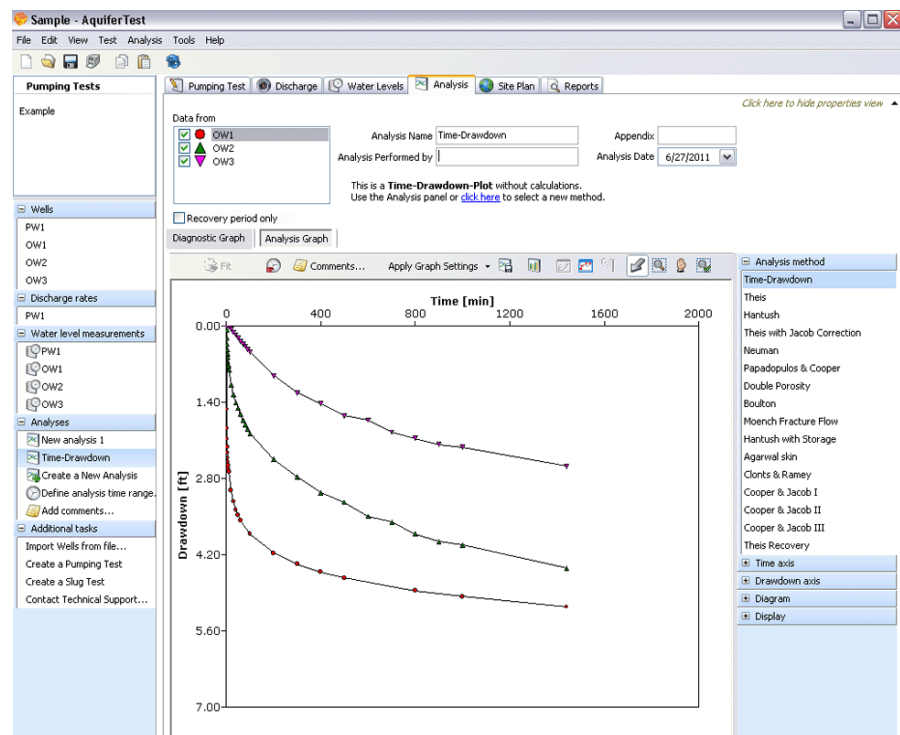 Sample - AquiferTest
File Edit View Test Analysis Tools Help
Pumping Tests
Example
Wells
PW1
OW1
OW2
OW3
Discharge rates
PW1
Water level measurements
PW1
OW1
OW2
OW3
Analyses
New analysis 1
Time-Drawdown
Create a New Analysis
Define analysis time range.
Add comments...
Additional tasks
Import Wells from file...
Create a Pumping Test
Create a Slug Test
Contact Technical Support...
Pumping Test Discharge Water Levels Analysis Site Plan Reports
Click here to hide properties view
Data from
OW1
OW2
OW3
Recovery period only
Analysis Name Time-Drawdown Appendix
Analysis Performed by Analysis Date 6/27/2011
This is a Time-Drawdown-Plot without calculations.
Use the Analysis panel or click here to select a new method.
Diagnostic Graph Analysis Graph
Fit Comments... Apply Graph Settings
Time [min]
0 400 800 1200 1600 2000
0.00
1.40
2.80
4.20
5.60
7.00
Drawdown [ft]
Analysis method
Time-Drawdown
Theis
Hantush
Theis with Jacob Correction
Neuman
Papadopulos & Cooper
Double Porosity
Boulton
Moench Fracture Flow
Hantush with Storage
Agarwal skin
Clonts & Ramey
Cooper & Jacob I
Cooper & Jacob II
Cooper & Jacob III
Theis Recovery
Time axis
Drawdown axis
Diagram
Display